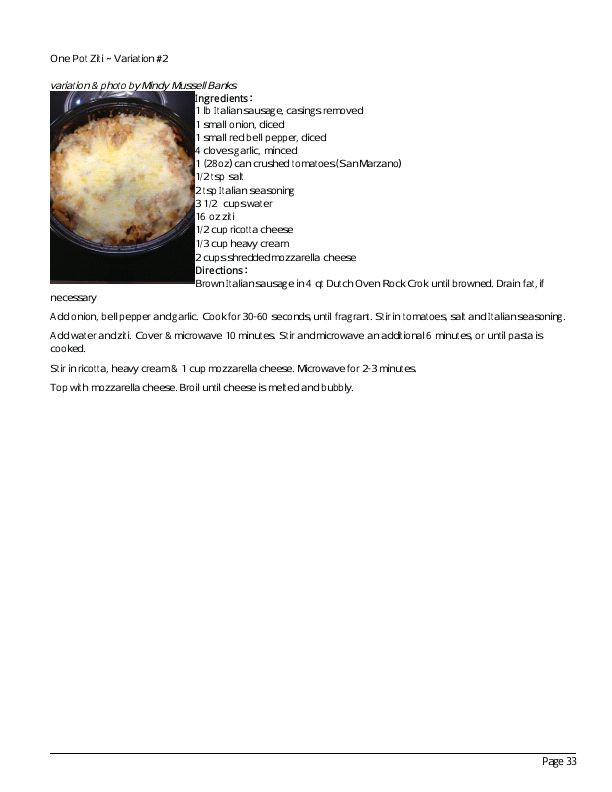 One Pot Ziti ~ Variation #2
variation & photo by Mindy Mussell Banks
Ingredients:
1 lb Italian sausage, casings removed
1 small onion, diced
1 small red bell pepper, diced
4 cloves garlic, minced
1 (28oz) can crushed tomatoes (San Marzano)
1/2 tsp salt
2 tsp Italian seasoning
3 1/2 cups water
16 oz ziti
1/2 cup ricotta cheese
1/3 cup heavy cream
2 cups shredded mozzarella cheese
Directions:
Brown Italian sausage in 4 qt Dutch Oven Rock Crok until browned. Drain fat, if
necessary
Add onion, bell pepper and garlic. Cook for 30-60 seconds, until fragrant. Stir in tomatoes, salt and Italian seasoning.
Add water and ziti. Cover & microwave 10 minutes. Stir and microwave an additional 6 minutes, or until pasta is
cooked.
Stir in ricotta, heavy cream & 1 cup mozzarella cheese. Microwave for 2-3 minutes.
Top with mozzarella cheese. Broil until cheese is melted and bubbly.
Page 33